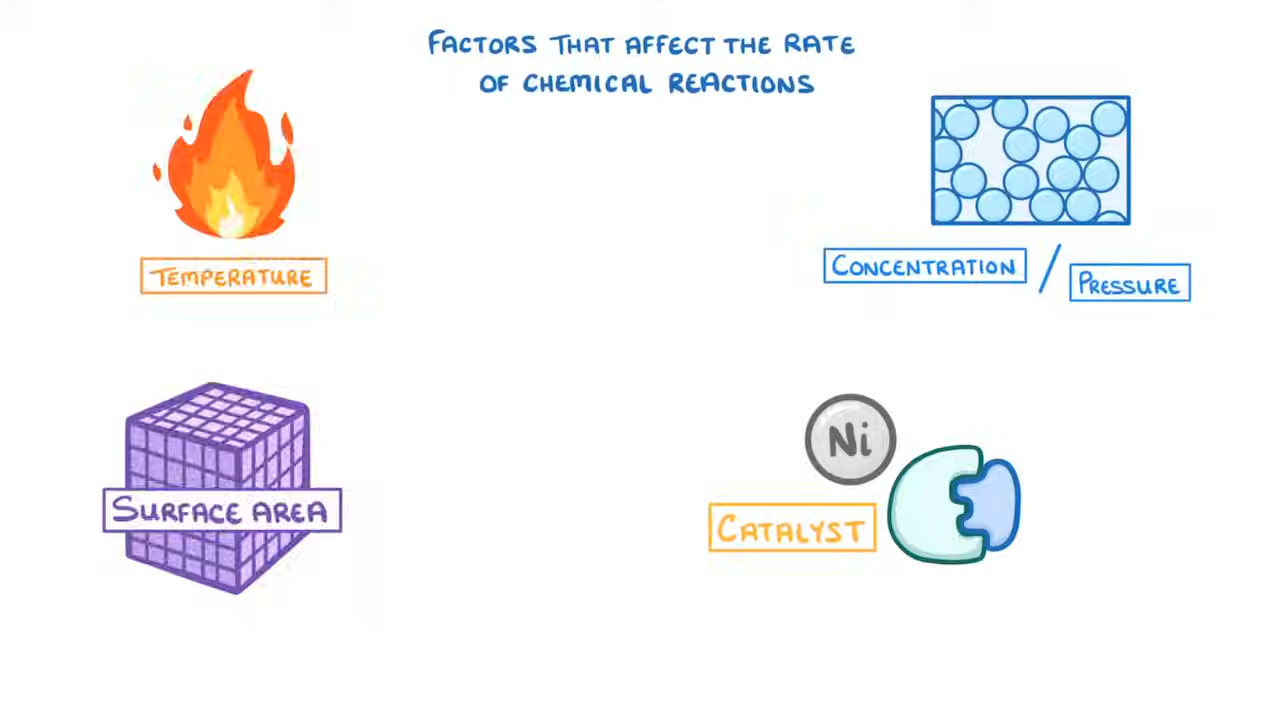 FACTORS THAT AFFECT THE RATE
OF CHEMICAL REACTIONS
TEMPERATURE
CONCENTRATION / PRESSURE
SURFACE AREA
Ni
CATALYST